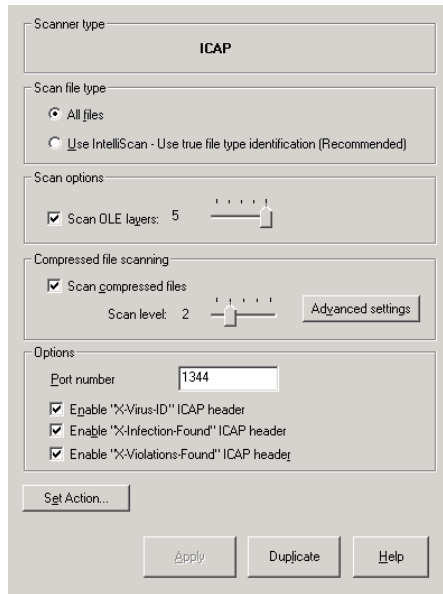 Scanner type
ICAP
Scan file type
All files
Use IntelliScan - Use true file type identification (Recommended)
Scan options
Scan OLE layers: 5
Compressed file scanning
Scan compressed files
Scan level: 2
Advanced settings
Options
Port number 1344
Enable "X-Virus-ID" ICAP header
Enable "X-Infection-Found" ICAP header
Enable "X-Violations-Found" ICAP header
Set Action...
Apply Duplicate Help